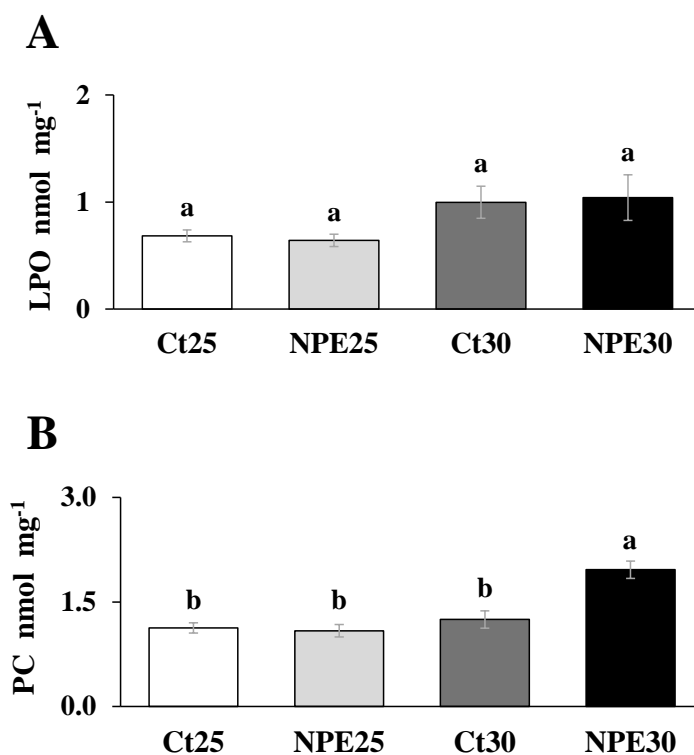 A
LPO nmol mg-1
2
1
0
a
a
a
a
Ct25
NPE25
Ct30
NPE30
B
PC nmol mg-1
3.0
1.5
0.0
b
b
b
a
Ct25
NPE25
Ct30
NPE30